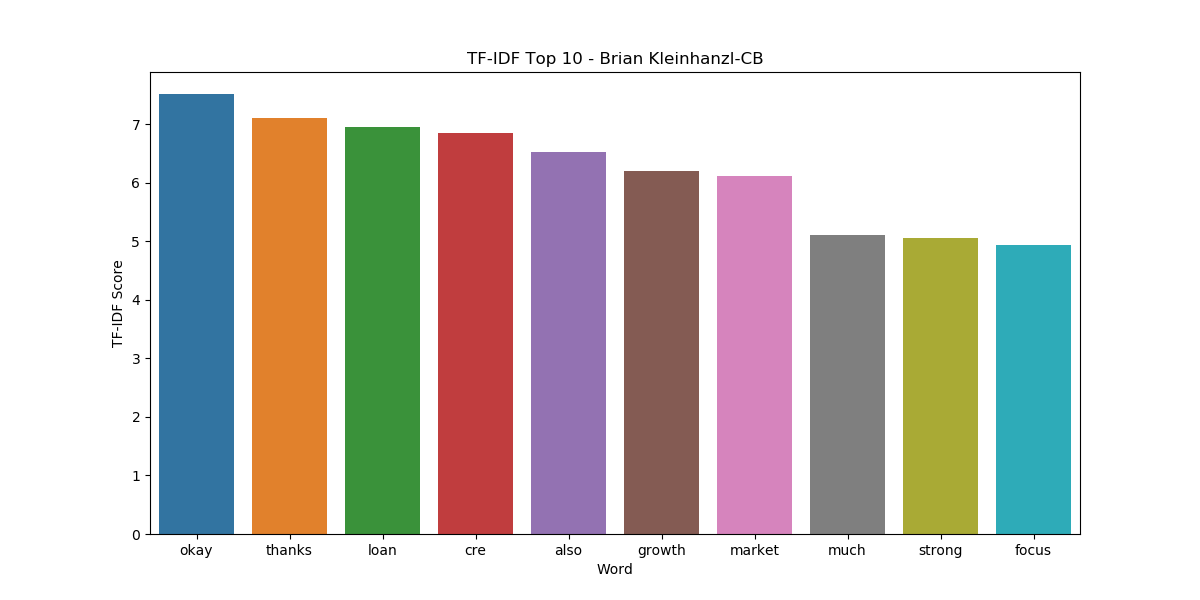 TF-IDF Top 10 - Brian Kleinhanzl-CB
TF-IDF Score
7
6
5
4
3
2
1
0
okay thanks loan cre also growth market much strong focus
Word